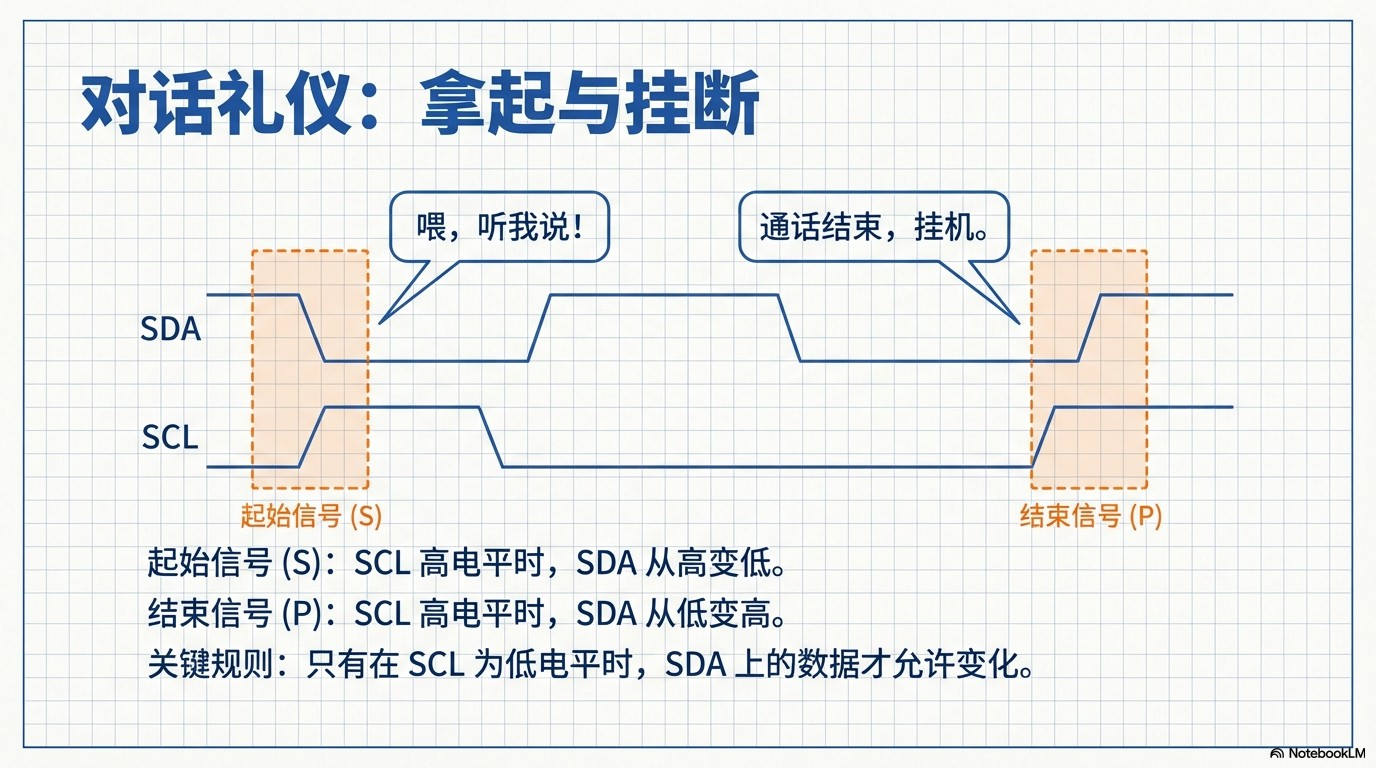 对话礼仪：拿起与挂断
喂，听我说！
通话结束，挂机。
SDA
SCL
起始信号 (S)
结束信号 (P)
起始信号 (S)：SCL 高电平时，SDA 从高变低。
结束信号 (P)：SCL 高电平时，SDA 从低变高。
关键规则：只有在 SCL 为低电平时，SDA 上的数据才允许变化。
NotebookLM